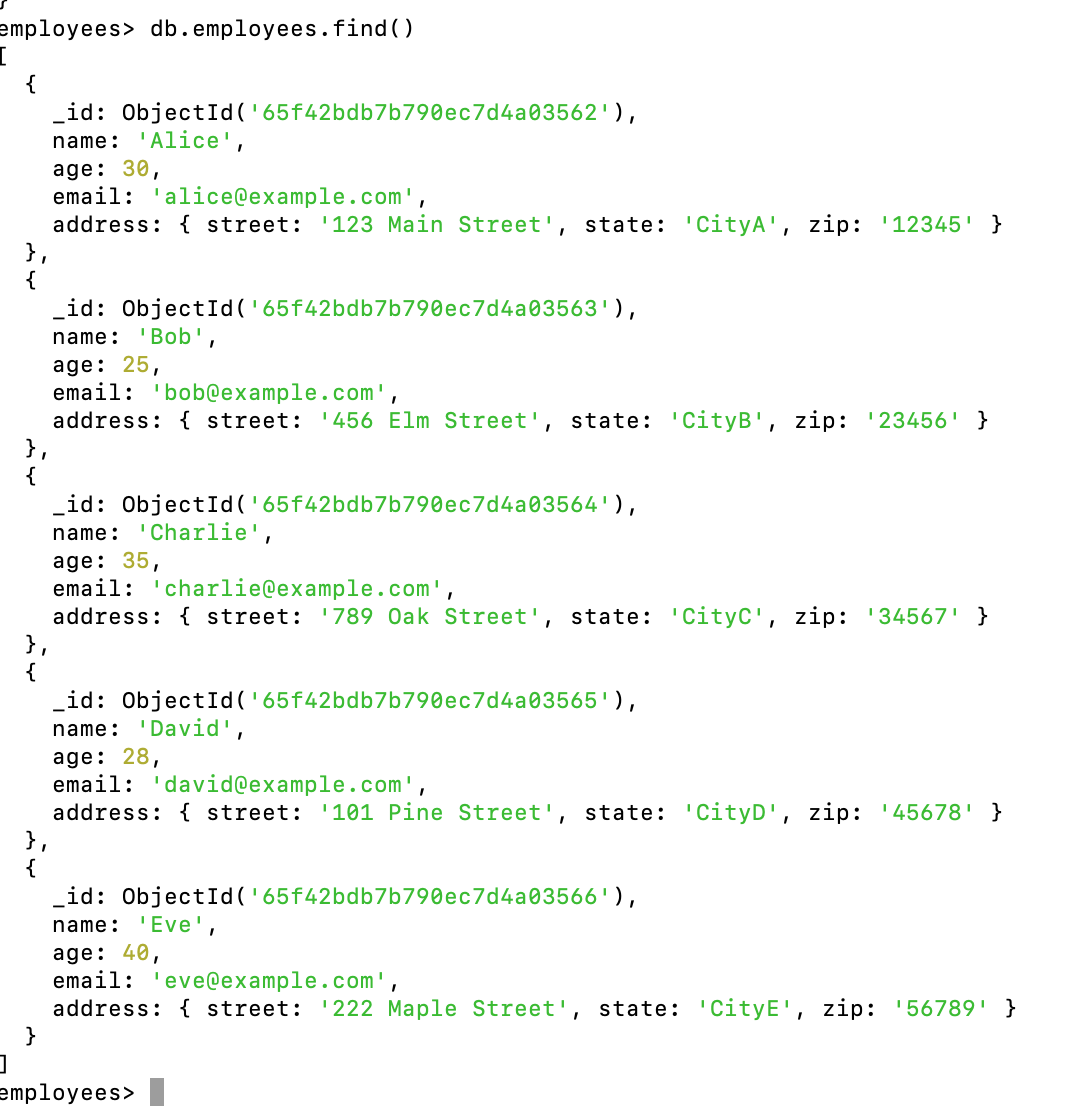 }
employees> db.employees.find()
[
  {
    _id: ObjectId('65f42bdb7b790ec7d4a03562'),
    name: 'Alice',
    age: 30,
    email: 'alice@example.com',
    address: { street: '123 Main Street', state: 'CityA', zip: '12345' }
  },
  {
    _id: ObjectId('65f42bdb7b790ec7d4a03563'),
    name: 'Bob',
    age: 25,
    email: 'bob@example.com',
    address: { street: '456 Elm Street', state: 'CityB', zip: '23456' }
  },
  {
    _id: ObjectId('65f42bdb7b790ec7d4a03564'),
    name: 'Charlie',
    age: 35,
    email: 'charlie@example.com',
    address: { street: '789 Oak Street', state: 'CityC', zip: '34567' }
  },
  {
    _id: ObjectId('65f42bdb7b790ec7d4a03565'),
    name: 'David',
    age: 28,
    email: 'david@example.com',
    address: { street: '101 Pine Street', state: 'CityD', zip: '45678' }
  },
  {
    _id: ObjectId('65f42bdb7b790ec7d4a03566'),
    name: 'Eve',
    age: 40,
    email: 'eve@example.com',
    address: { street: '222 Maple Street', state: 'CityE', zip: '56789' }
  }
]
employees>